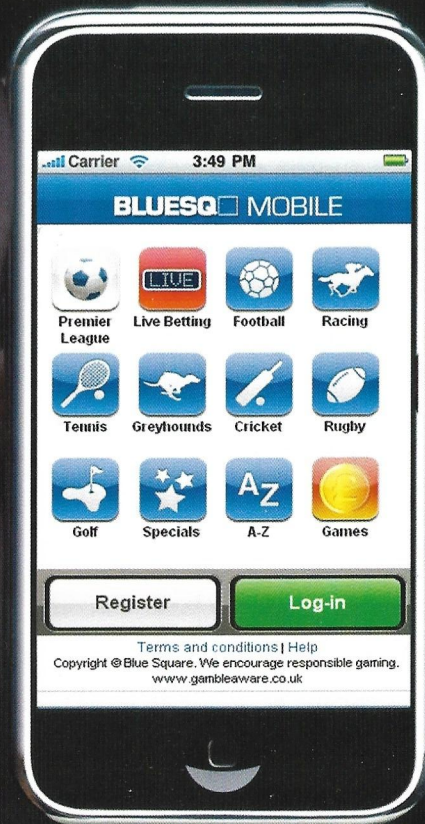 Carrier 3:49 PM
BLUESQ MOBILE
LIVE
Premier League
Live Betting
Football
Racing
Tennis
Greyhounds
Cricket
Rugby
AZ
£
Golf
Specials
A-Z
Games
Register
Log-in
Terms and conditions | Help
Copyright © Blue Square. We encourage responsible gaming.
www.gambleaware.co.uk